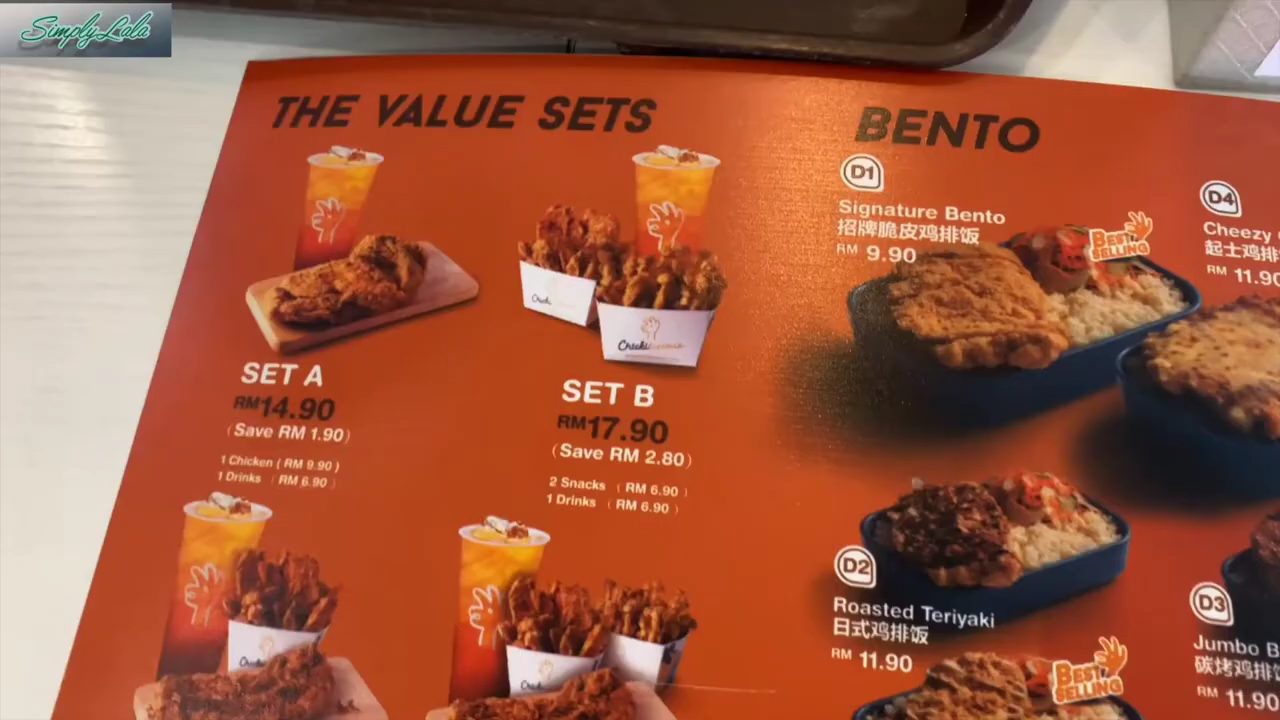 SimplyLala
THE VALUE SETS
SET A
RM14.90
(Save RM 1.90)
1 Chicken ( RM 9.90 )
1 Drinks ( RM 6.90 )
SET B
RM17.90
(Save RM 2.80)
2 Snacks ( RM 6.90 )
1 Drinks ( RM 6.90 )
BENTO
D1
Signature Bento
招牌脆皮鸡排饭
RM 9.90
BEST
SELLING
D4
Cheezy
起士鸡排
RM 11.90
D2
Roasted Teriyaki
日式鸡排饭
RM 11.90
D3
Jumbo B
碳烤鸡排
RM 11.90
BEST
SELLING